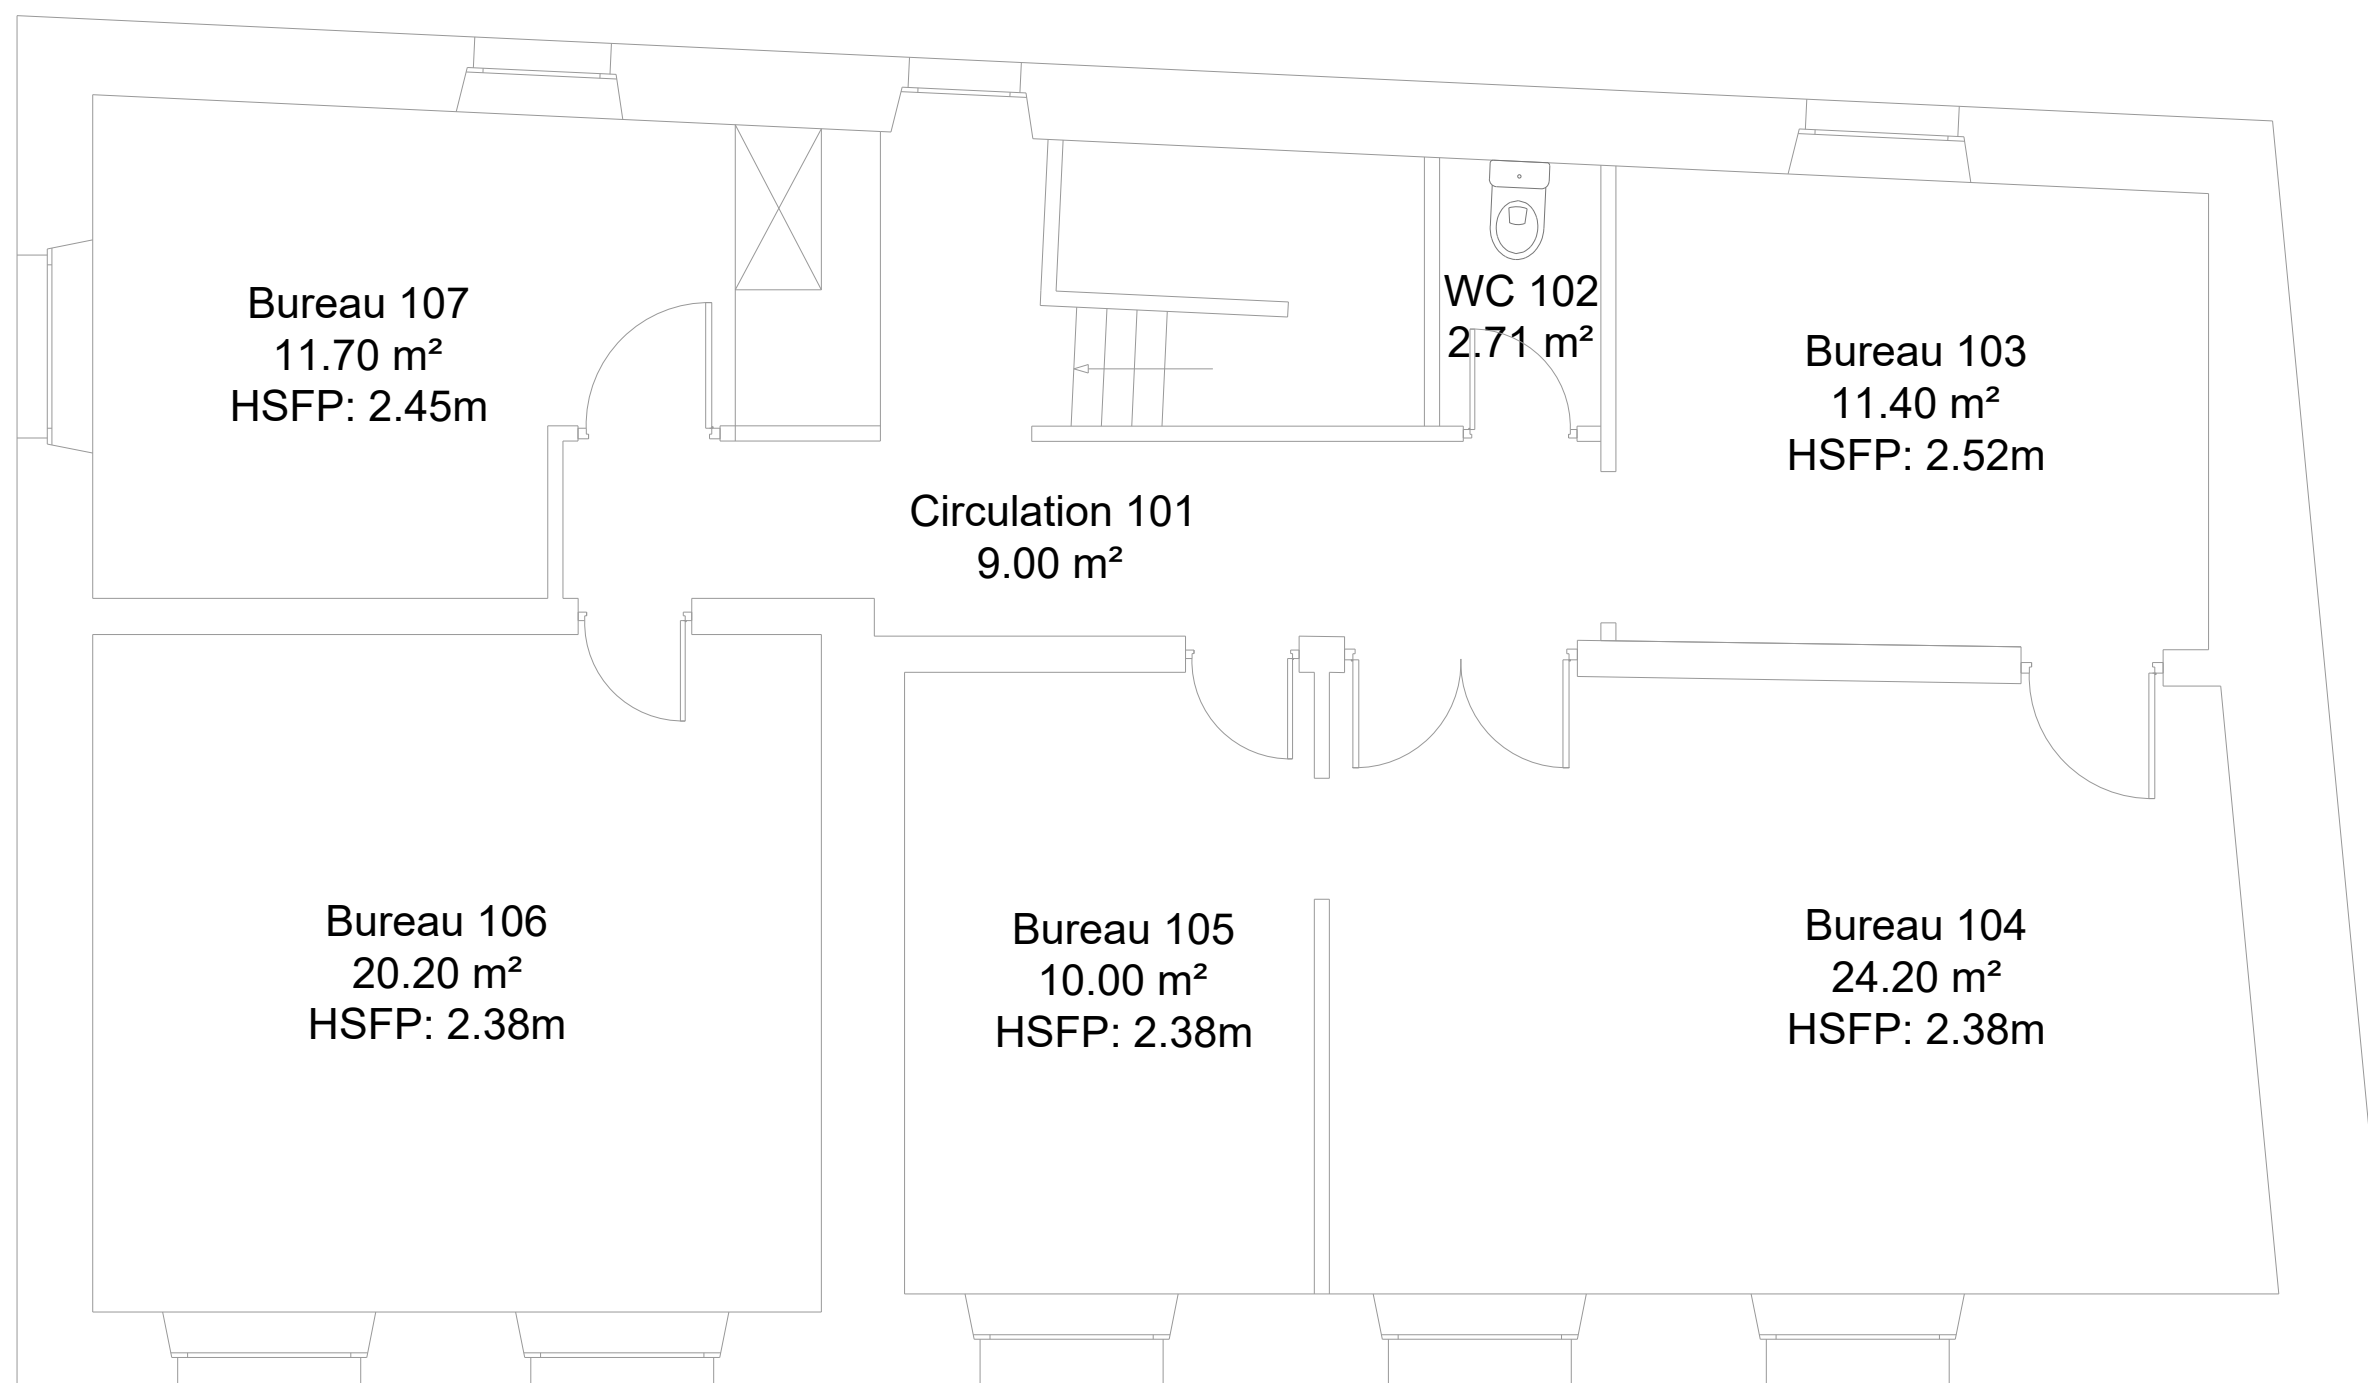 Bureau 107
11.70 m²
HSFP: 2.45m
WC 102
2.71 m²
Bureau 103
11.40 m²
HSFP: 2.52m
Circulation 101
9.00 m²
Bureau 106
20.20 m²
HSFP: 2.38m
Bureau 105
10.00 m²
HSFP: 2.38m
Bureau 104
24.20 m²
HSFP: 2.38m